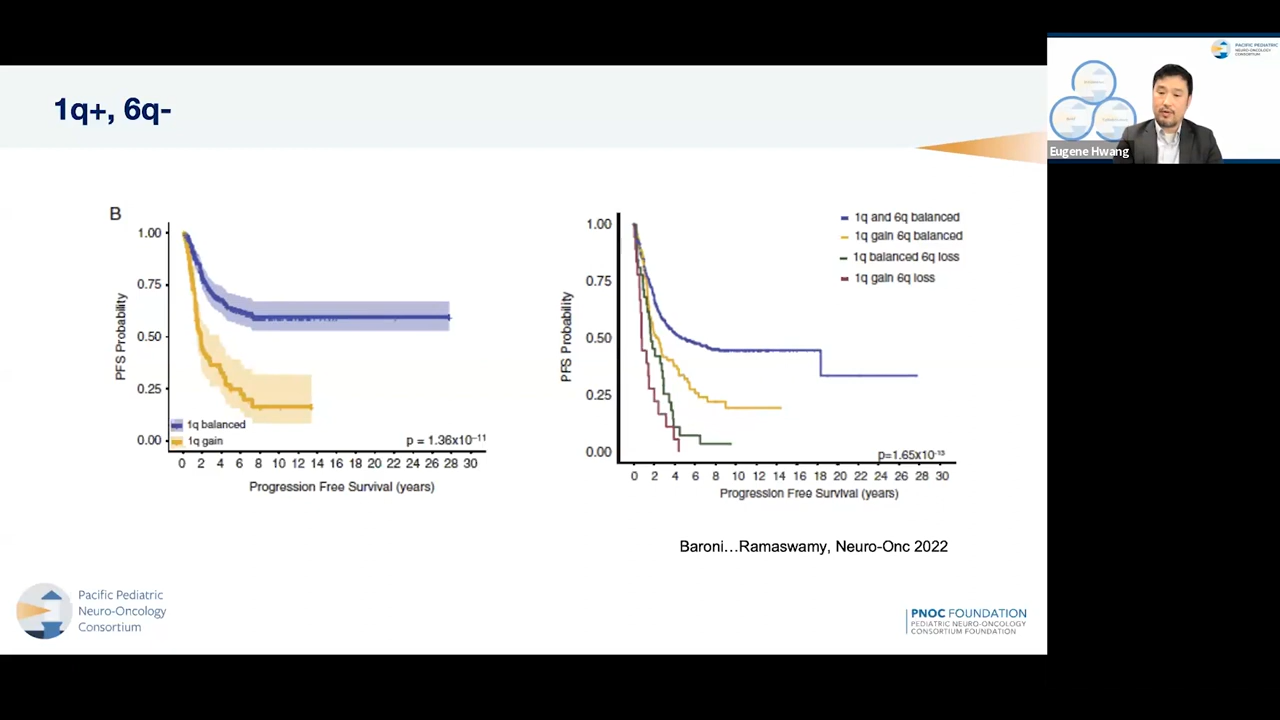 1q+, 6q-
PACIFIC PEDIATRIC
NEURO-ONCOLOGY
CONSORTIUM
Eugene Hwang
B
1.00
0.75
0.50
0.25
0.00
PFS Probability
1q balanced
1q gain
p = 1.36x10⁻¹¹
0 2 4 6 8 10 12 14 16 18 20 22 24 26 28 30
Progression Free Survival (years)
1q and 6q balanced
1q gain 6q balanced
1q balanced 6q loss
1q gain 6q loss
1.00
0.75
0.50
0.25
0.00
PFS Probability
p=1.65x10⁻¹³
0 2 4 6 8 10 12 14 16 18 20 22 24 26 28 30
Progression Free Survival (years)
Baroni…Ramaswamy, Neuro-Onc 2022
Pacific Pediatric
Neuro-Oncology
Consortium
PNOC FOUNDATION
PEDIATRIC NEURO-ONCOLOGY
CONSORTIUM FOUNDATION